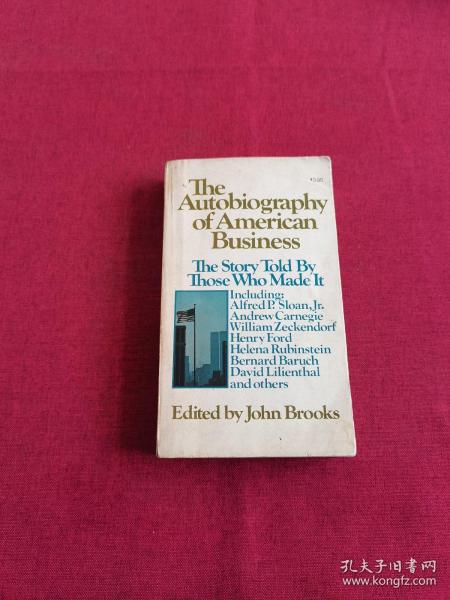 The
Autobiography
of American
Business
The Story Told By
Those Who Made It
Including:
Alfred P. Sloan, Jr.
Andrew Carnegie
William Zeckendorf
Henry Ford
Helena Rubinstein
Bernard Baruch
David Lilienthal
and others
Edited by John Brooks
孔夫子旧书网
www.kongfz.com